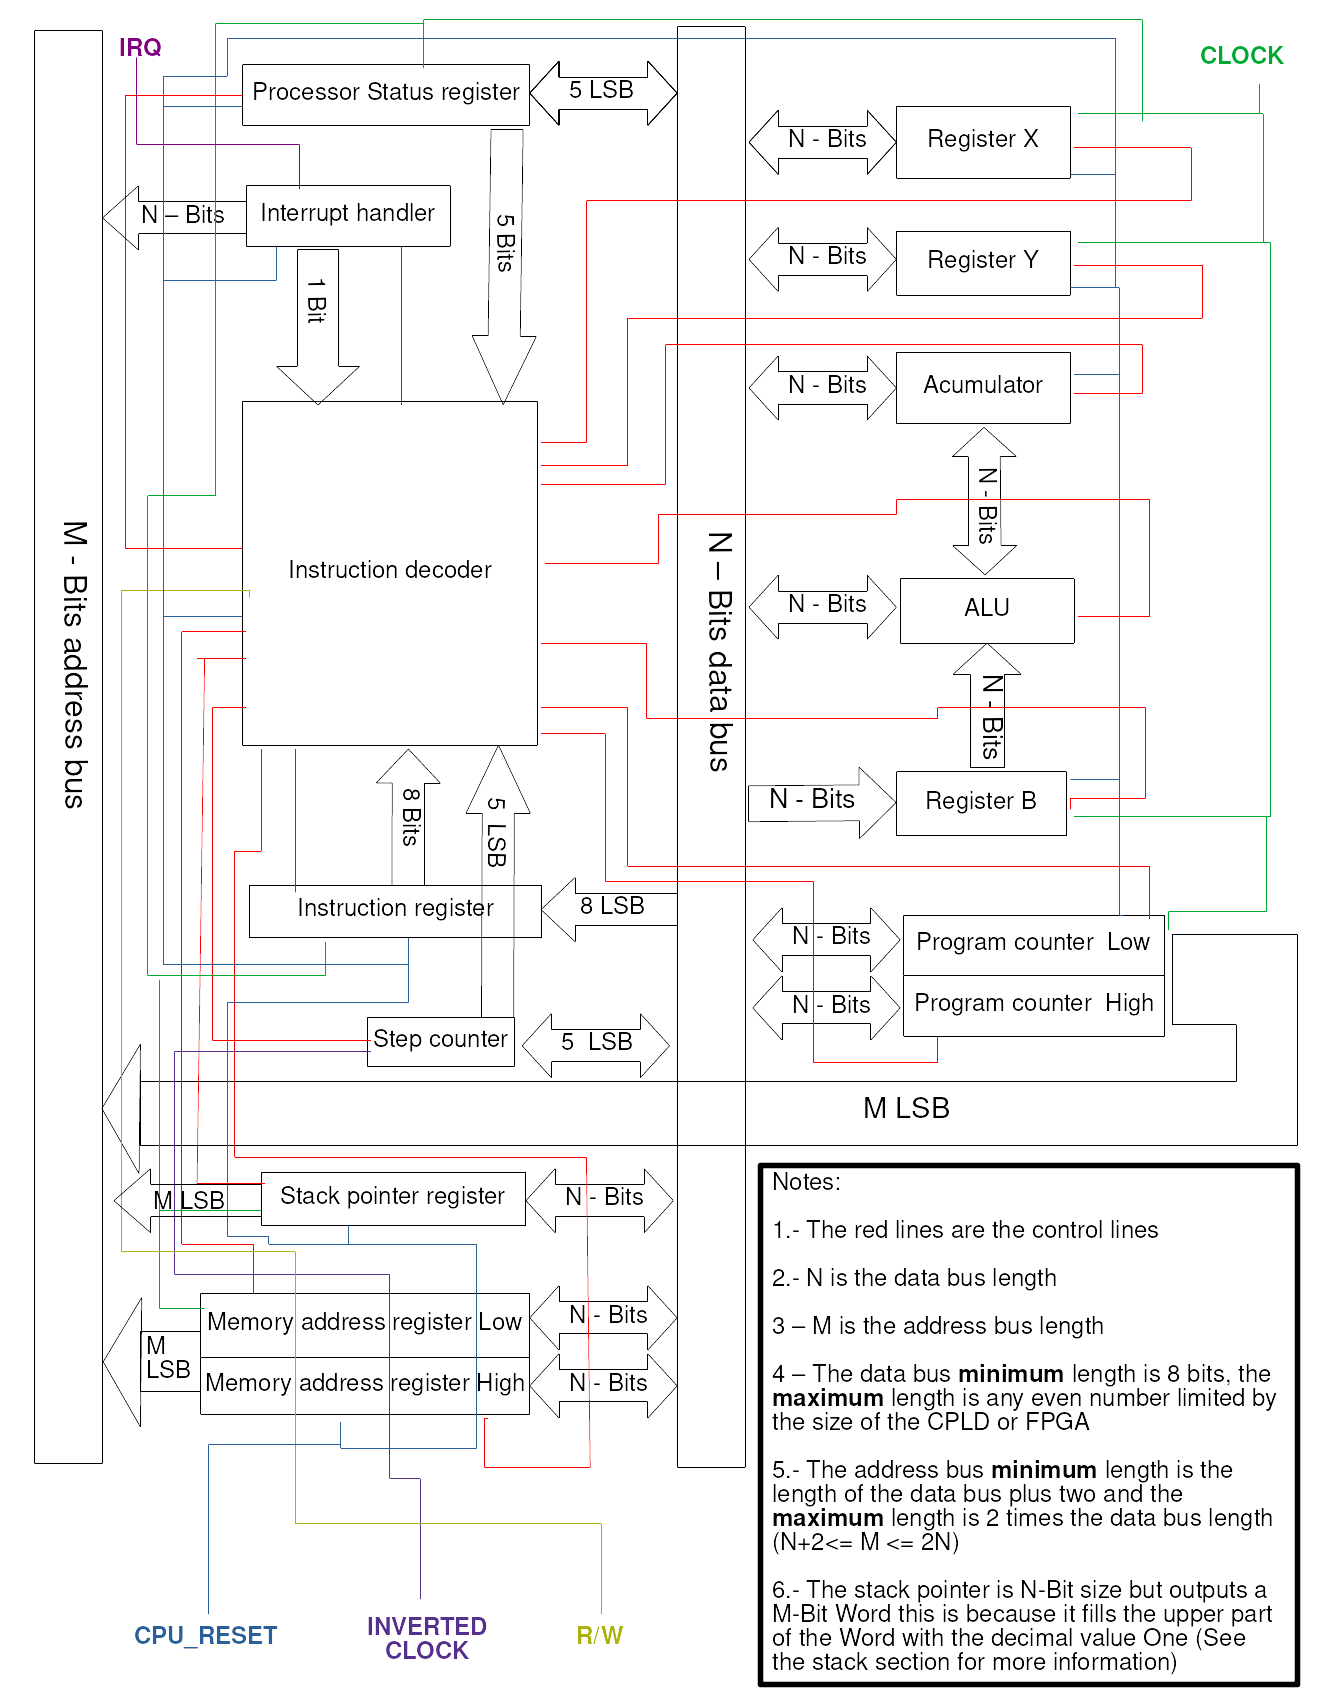 IRQ
CLOCK
Processor Status register
5 LSB
N - Bits
Register X
N – Bits
Interrupt handler
5 Bits
1 Bit
N - Bits
Register Y
N - Bits
Acumulator
N - Bits
M - Bits address bus
Instruction decoder
N – Bits data bus
N - Bits
ALU
N - Bits
N - Bits
Register B
8 Bits
5 LSB
Instruction register
8 LSB
N - Bits
Program counter Low
N - Bits
Program counter High
Step counter
5 LSB
M LSB
M LSB
Stack pointer register
N - Bits
M
LSB
Memory address register Low
N - Bits
Memory address register High
N - Bits
CPU_RESET
INVERTED
CLOCK
R/W
Notes:
1.- The red lines are the control lines
2.- N is the data bus length
3 – M is the address bus length
4 – The data bus minimum length is 8 bits, the
maximum length is any even number limited by
the size of the CPLD or FPGA
5.- The address bus minimum length is the
length of the data bus plus two and the
maximum length is 2 times the data bus length
(N+2<= M <= 2N)
6.- The stack pointer is N-Bit size but outputs a
M-Bit Word this is because it fills the upper part
of the Word with the decimal value One (See
the stack section for more information)